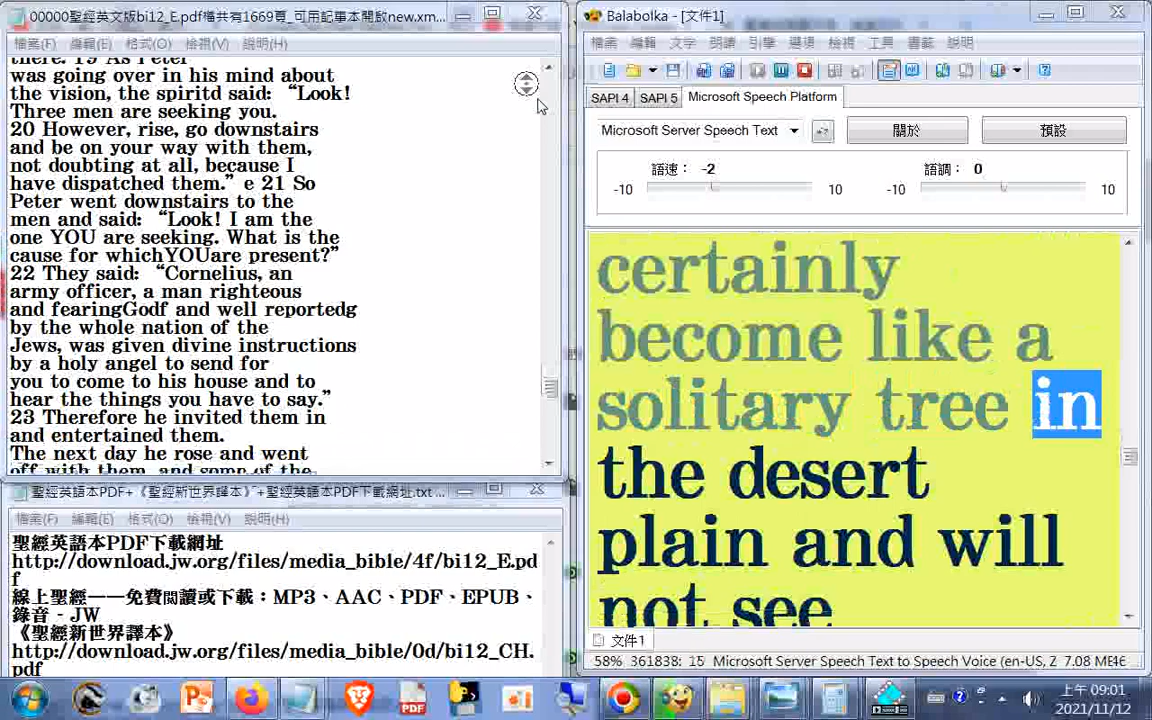 00000聖經英文版bi12_E.pdf檔共有1669頁_可用記事本開啟new.xm...
檔案(F) 編輯(E) 格式(O) 檢視(V) 說明(H)
there. 19 As Peter
was going over in his mind about
the vision, the spiritd said: “Look!
Three men are seeking you.
20 However, rise, go downstairs
and be on your way with them,
not doubting at all, because I
have dispatched them.” e 21 So
Peter went downstairs to the
men and said: “Look! I am the
one YOU are seeking. What is the
cause for whichYOUare present?”
22 They said: “Cornelius, an
army officer, a man righteous
and fearingGodf and well reportedg
by the whole nation of the
Jews, was given divine instructions
by a holy angel to send for
you to come to his house and to
hear the things you have to say.”
23 Therefore he invited them in
and entertained them.
The next day he rose and went
off with them, and some of the
聖經英語本PDF+《聖經新世界譯本》+聖經英語本PDF下載網址.txt ...
檔案(F) 編輯(E) 格式(O) 檢視(V) 說明(H)
聖經英語本PDF下載網址
http://download.jw.org/files/media_bible/4f/bi12_E.pd
f
線上聖經——免費閱讀或下載：MP3、AAC、PDF、EPUB、
錄音 - JW
《聖經新世界譯本》
http://download.jw.org/files/media_bible/0d/bi12_CH.
pdf
Balabolka - [文件1]
檔案 編輯 文字 朗讀 引擎 選項 檢視 工具 書籤 說明
SAPI 4 SAPI 5 Microsoft Speech Platform
Microsoft Server Speech Text 關於 預設
語速： -2 語調： 0
-10 10 -10 10
certainly
become like a
solitary tree in
the desert
plain and will
not see
文件1
58% 361838: 15 Microsoft Server Speech Text to Speech Voice (en-US, Z 7.08 ME46
上午 09:01
2021/11/12